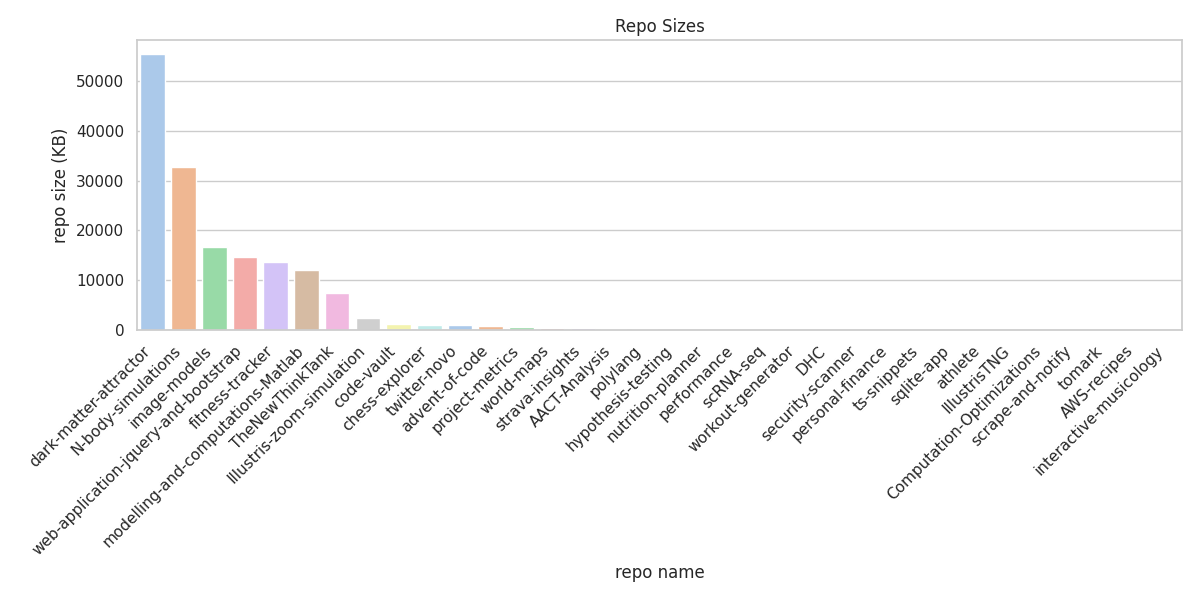 Repo Sizes
repo size (KB)
50000
40000
30000
20000
10000
0
dark-matter-attractor
N-body-simulations
image-models
web-application-jquery-and-bootstrap
fitness-tracker
modelling-and-computations-Matlab
TheNewThinkTank
Illustris-zoom-simulation
code-vault
chess-explorer
twitter-novo
advent-of-code
project-metrics
world-maps
strava-insights
AACT-Analysis
polylang
hypothesis-testing
nutrition-planner
performance
scRNA-seq
workout-generator
DHC
security-scanner
personal-finance
ts-snippets
sqlite-app
athlete
IllustrisTNG
Computation-Optimizations
scrape-and-notify
tomark
AWS-recipes
interactive-musicology
repo name